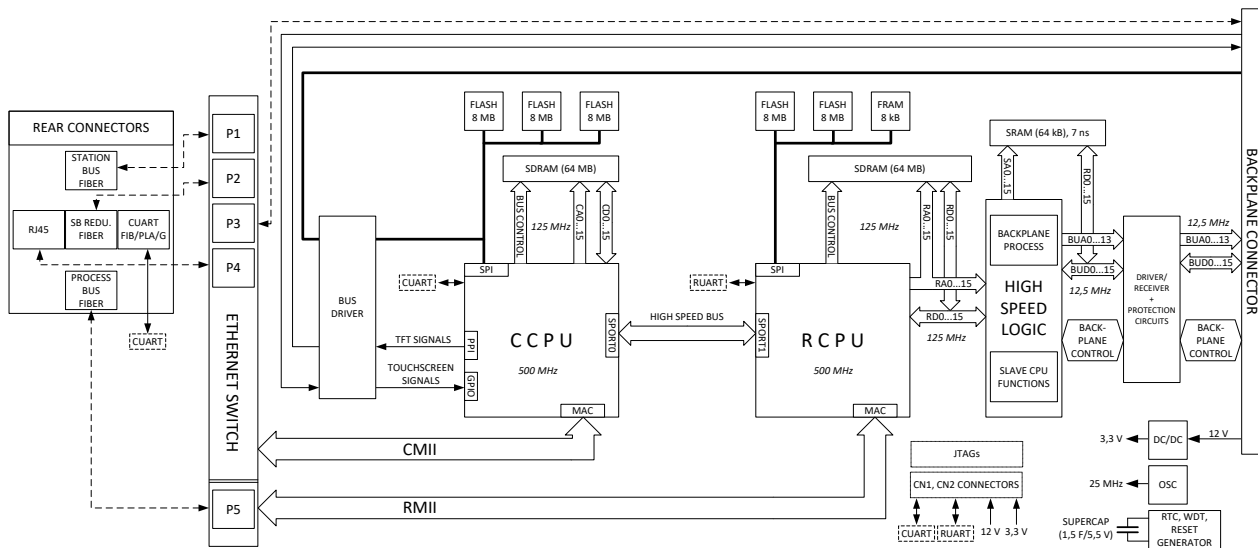 REAR CONNECTORS
STATION
BUS
FIBER
RJ45
SB REDU.
FIBER
CUART
FIB/PLA/G
PROCESS
BUS
FIBER
CUART
P1
P2
P3
P4
ETHERNET SWITCH
P5
BUS
DRIVER
FLASH
8 MB
FLASH
8 MB
FLASH
8 MB
SDRAM (64 MB)
BUS CONTROL
125 MHz
CA0...15
CD0...15
CUART
SPI
PPI
GPIO
CCPU
500 MHz
SPORT0
MAC
TFT SIGNALS
TOUCHSCREEN
SIGNALS
HIGH SPEED BUS
CMII
RMII
FLASH
8 MB
FLASH
8 MB
FRAM
8 kB
SDRAM (64 MB)
BUS CONTROL
125 MHz
RA0...15
RD0...15
RUART
SPI
SPORT1
RCPU
500 MHz
MAC
RA0...15
RD0...15
125 MHz
SRAM (64 kB), 7 ns
SA0...15
RD0...15
BACKPLANE
PROCESS
HIGH
SPEED
LOGIC
SLAVE CPU
FUNCTIONS
BUA0...13
BUD0...15
12,5 MHz
BACK-
PLANE
CONTROL
DRIVER/
RECEIVER
+
PROTECTION
CIRCUITS
12,5 MHz
BUA0...13
BUD0...15
BACK-
PLANE
CONTROL
BACKPLANE CONNECTOR
JTAGs
CN1, CN2 CONNECTORS
CUART
RUART
12 V
3,3 V
3,3 V
DC/DC
12 V
25 MHz
OSC
SUPERCAP
(1,5 F/5,5 V)
RTC, WDT,
RESET
GENERATOR